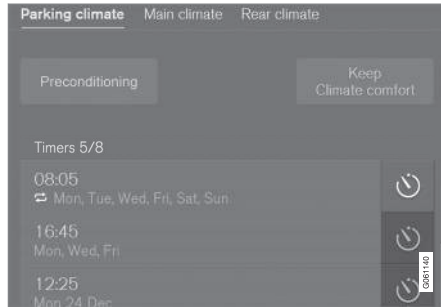 Parking climate Main climate Rear climate
Preconditioning
Keep
Climate comfort
Timers 5/8
08:05
Mon, Tue, Wed, Fri, Sat, Sun
16:45
Mon, Wed, Fri
12:25
Mon 24 Dec
G061140